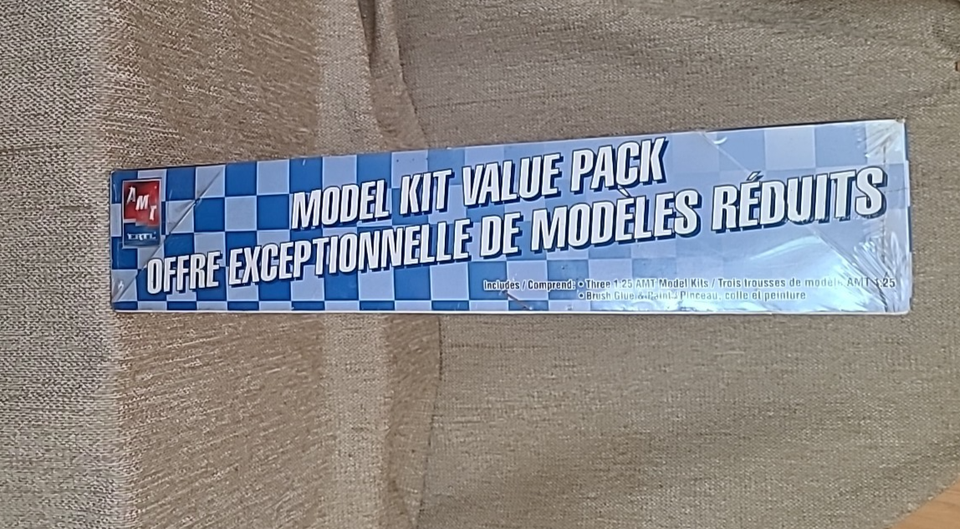 AMT
ERTL
MODEL KIT VALUE PACK
OFFRE EXCEPTIONNELLE DE MODÈLES RÉDUITS
Includes / Comprend: • Three 1:25 AMT Model Kits / Trois trousses de models AMT 1:25
• Brush Glue & Paint / Pinceau, colle et peinture